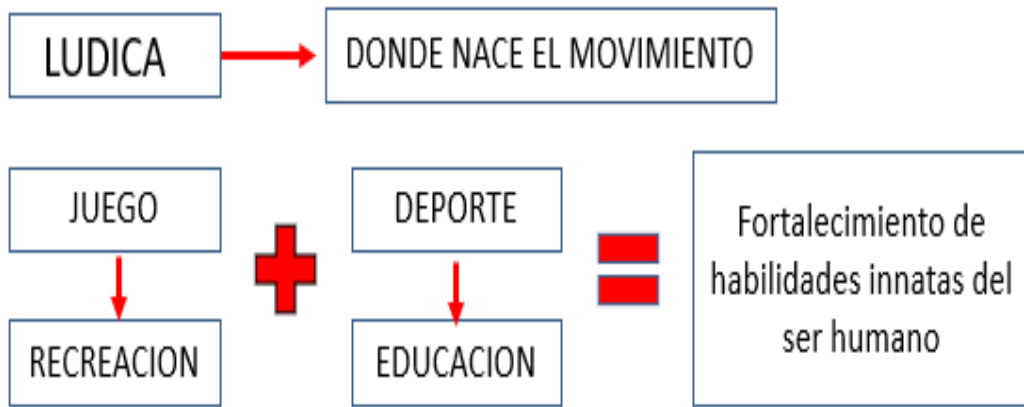 LUDICA
DONDE NACE EL MOVIMIENTO
JUEGO
DEPORTE
RECREACION
EDUCACION
Fortalecimiento de
habilidades innatas del
ser humano